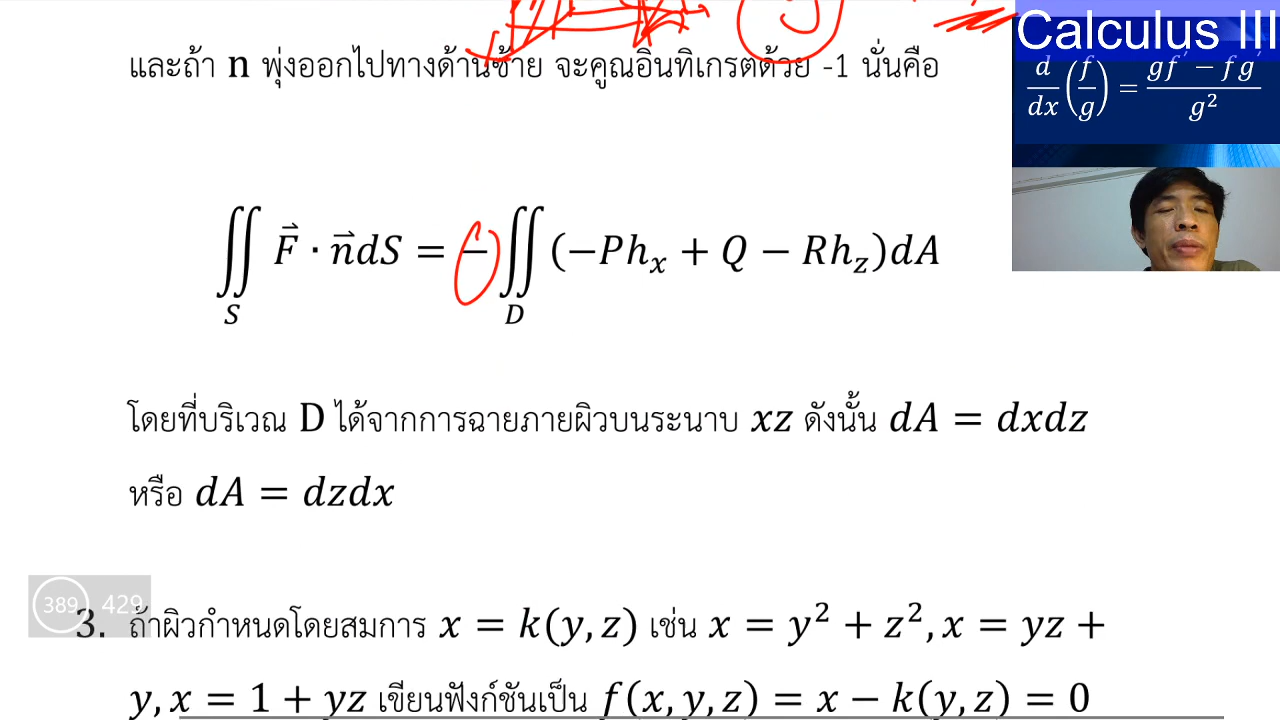 Calculus III
d/dx (f/g) = (gf′ − fg′)/g²
และถ้า n พุ่งออกไปทางด้านซ้าย จะคูณอินทิเกรตด้วย -1 นั่นคือ
∬_S F⃗ · n⃗dS = −∬_D (−Ph_x + Q − Rh_z)dA
โดยที่บริเวณ D ได้จากการฉายภายผิวบนระนาบ xz ดังนั้น dA = dxdz
หรือ dA = dzdx
389 429
3. ถ้าผิวกำหนดโดยสมการ x = k(y, z) เช่น x = y² + z², x = yz +
y, x = 1 + yz เขียนฟังก์ชันเป็น f(x, y, z) = x − k(y, z) = 0